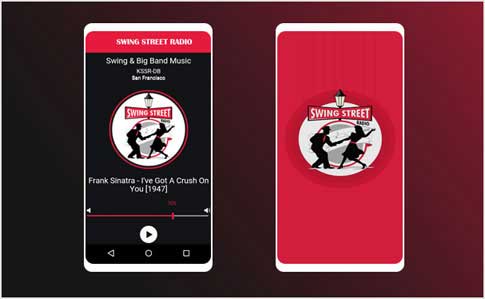 SWING STREET RADIO
Swing & Big Band Music
KSSR-DB
San Francisco
SWING STREET
RADIO
Frank Sinatra - I've Got A Crush On
You [1947]
SWING STREET
RADIO